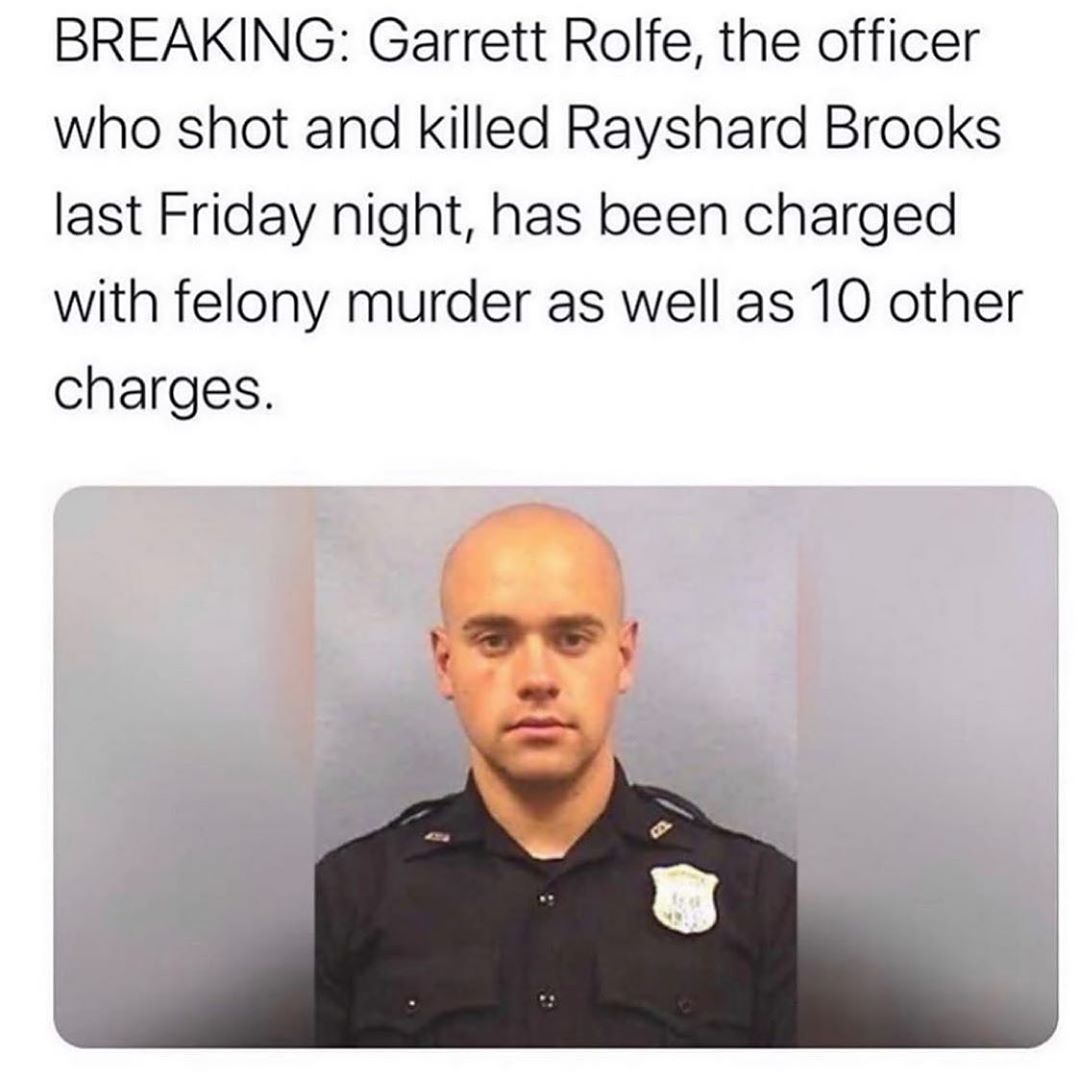 BREAKING: Garrett Rolfe, the officer
who shot and killed Rayshard Brooks
last Friday night, has been charged
with felony murder as well as 10 other
charges.